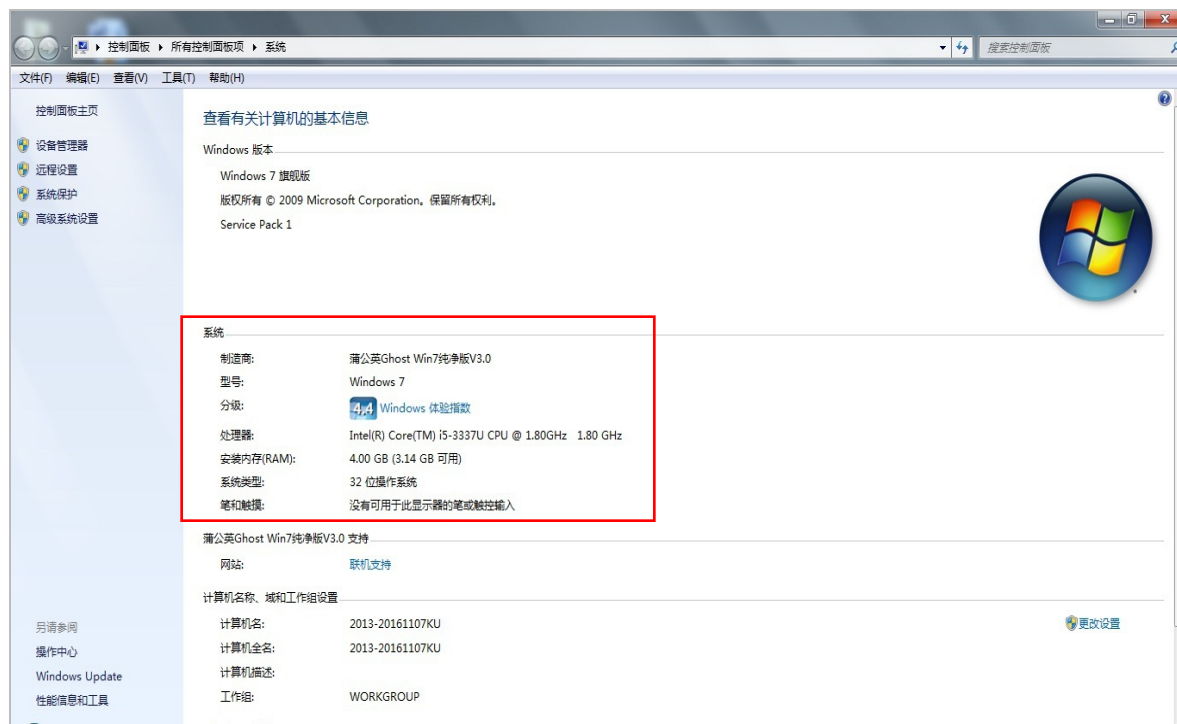 控制面板 ▸ 所有控制面板项 ▸ 系统
搜索控制面板
文件(F) 编辑(E) 查看(V) 工具(T) 帮助(H)
控制面板主页
设备管理器
远程设置
系统保护
高级系统设置
查看有关计算机的基本信息
Windows 版本
Windows 7 旗舰版
版权所有 © 2009 Microsoft Corporation。保留所有权利。
Service Pack 1
系统
制造商: 蒲公英Ghost Win7纯净版V3.0
型号: Windows 7
分级: 4.4 Windows 体验指数
处理器: Intel(R) Core(TM) i5-3337U CPU @ 1.80GHz 1.80 GHz
安装内存(RAM): 4.00 GB (3.14 GB 可用)
系统类型: 32 位操作系统
笔和触摸: 没有可用于此显示器的笔或触控输入
蒲公英Ghost Win7纯净版V3.0 支持
网站: 联机支持
计算机名称、域和工作组设置
计算机名: 2013-20161107KU 更改设置
计算机全名: 2013-20161107KU
计算机描述:
工作组: WORKGROUP
另请参阅
操作中心
Windows Update
性能信息和工具